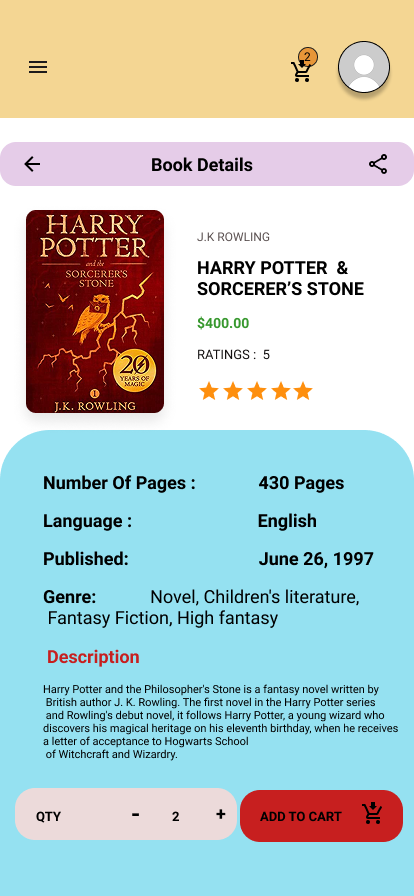 2
Book Details
HARRY
POTTER
and the
SORCERER'S
STONE
20
YEARS OF
MAGIC
1
J.K. ROWLING
J.K ROWLING
HARRY POTTER &
SORCERER'S STONE
$400.00
RATINGS : 5
Number Of Pages : 430 Pages
Language : English
Published: June 26, 1997
Genre: Novel, Children's literature,
Fantasy Fiction, High fantasy
Description
Harry Potter and the Philosopher's Stone is a fantasy novel written by
British author J. K. Rowling. The first novel in the Harry Potter series
and Rowling's debut novel, it follows Harry Potter, a young wizard who
discovers his magical heritage on his eleventh birthday, when he receives
a letter of acceptance to Hogwarts School
of Witchcraft and Wizardry.
QTY - 2 + ADD TO CART